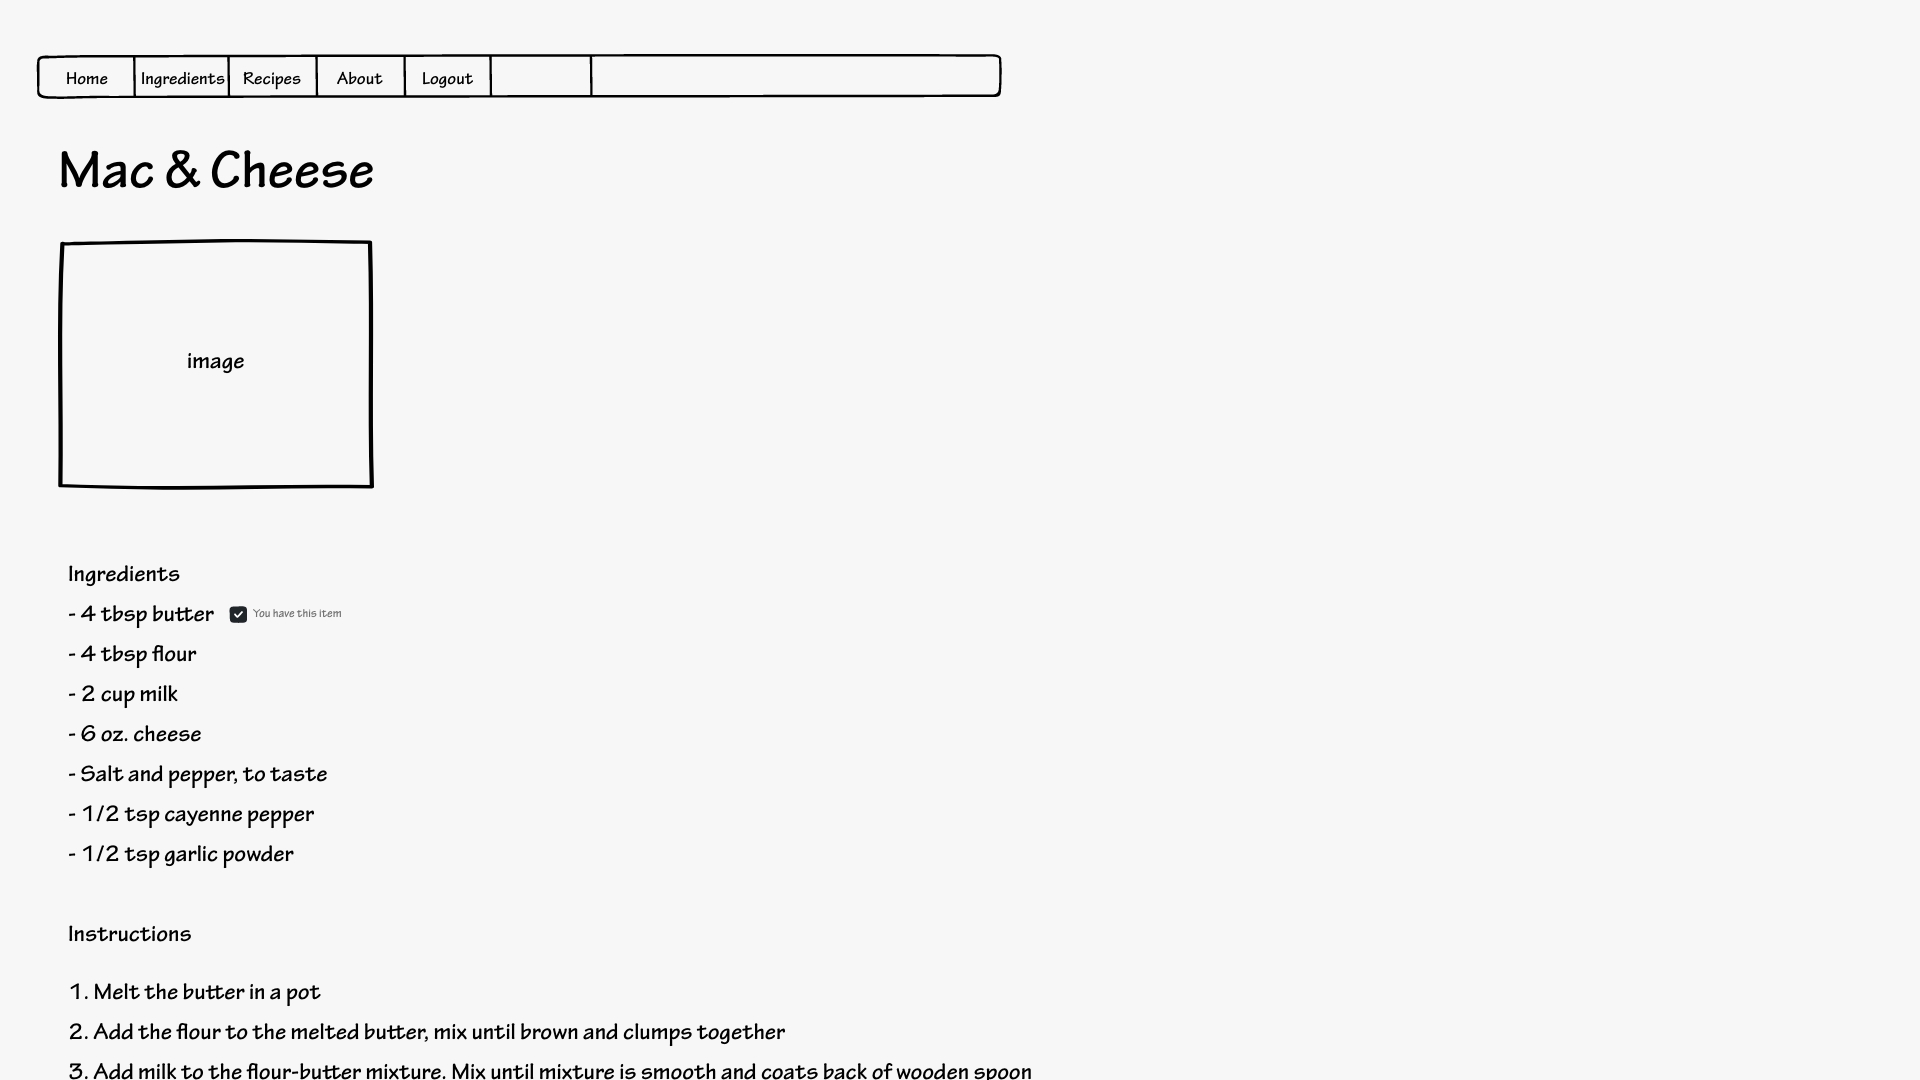 Home Ingredients Recipes About Logout
Mac & Cheese
image
Ingredients
- 4 tbsp butter You have this item
- 4 tbsp flour
- 2 cup milk
- 6 oz. cheese
- Salt and pepper, to taste
- 1/2 tsp cayenne pepper
- 1/2 tsp garlic powder
Instructions
1. Melt the butter in a pot
2. Add the flour to the melted butter, mix until brown and clumps together
3. Add milk to the flour-butter mixture. Mix until mixture is smooth and coats back of wooden spoon